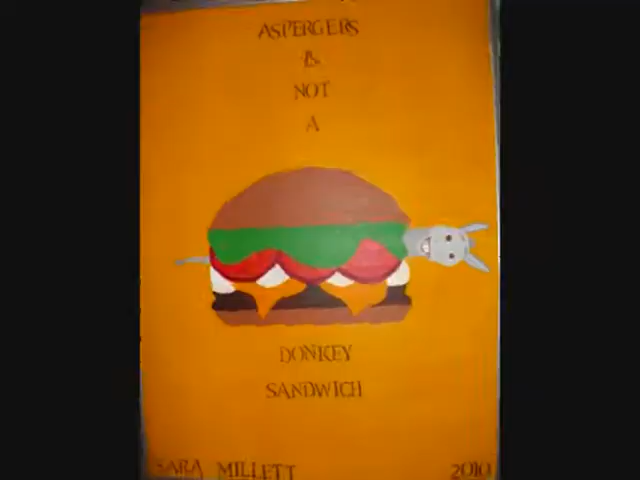 ASPERGERS
IS
NOT
A
DONKEY
SANDWICH
SARA MILLETT 2010